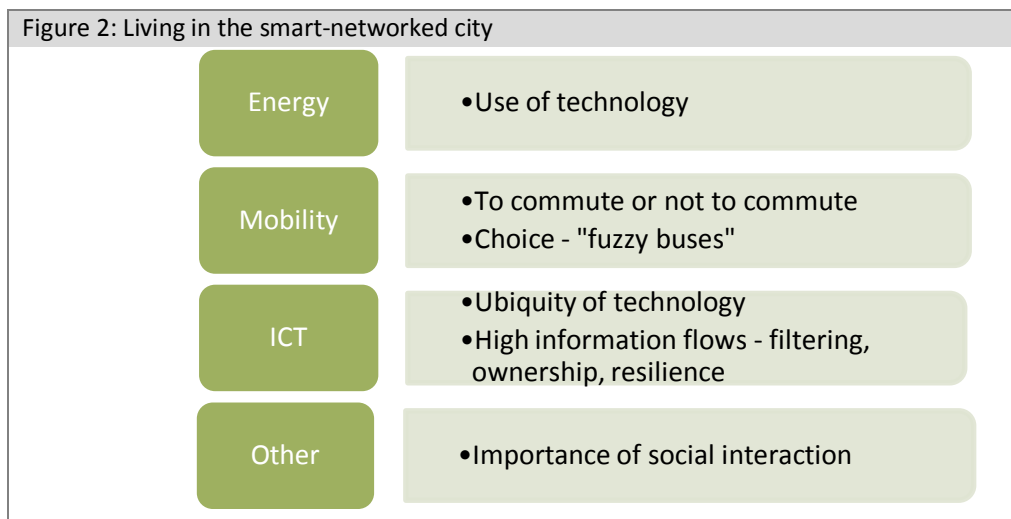 Figure 2: Living in the smart-networked city
Energy
•Use of technology
Mobility
•To commute or not to commute
•Choice - "fuzzy buses"
ICT
•Ubiquity of technology
•High information flows - filtering,
ownership, resilience
Other
•Importance of social interaction